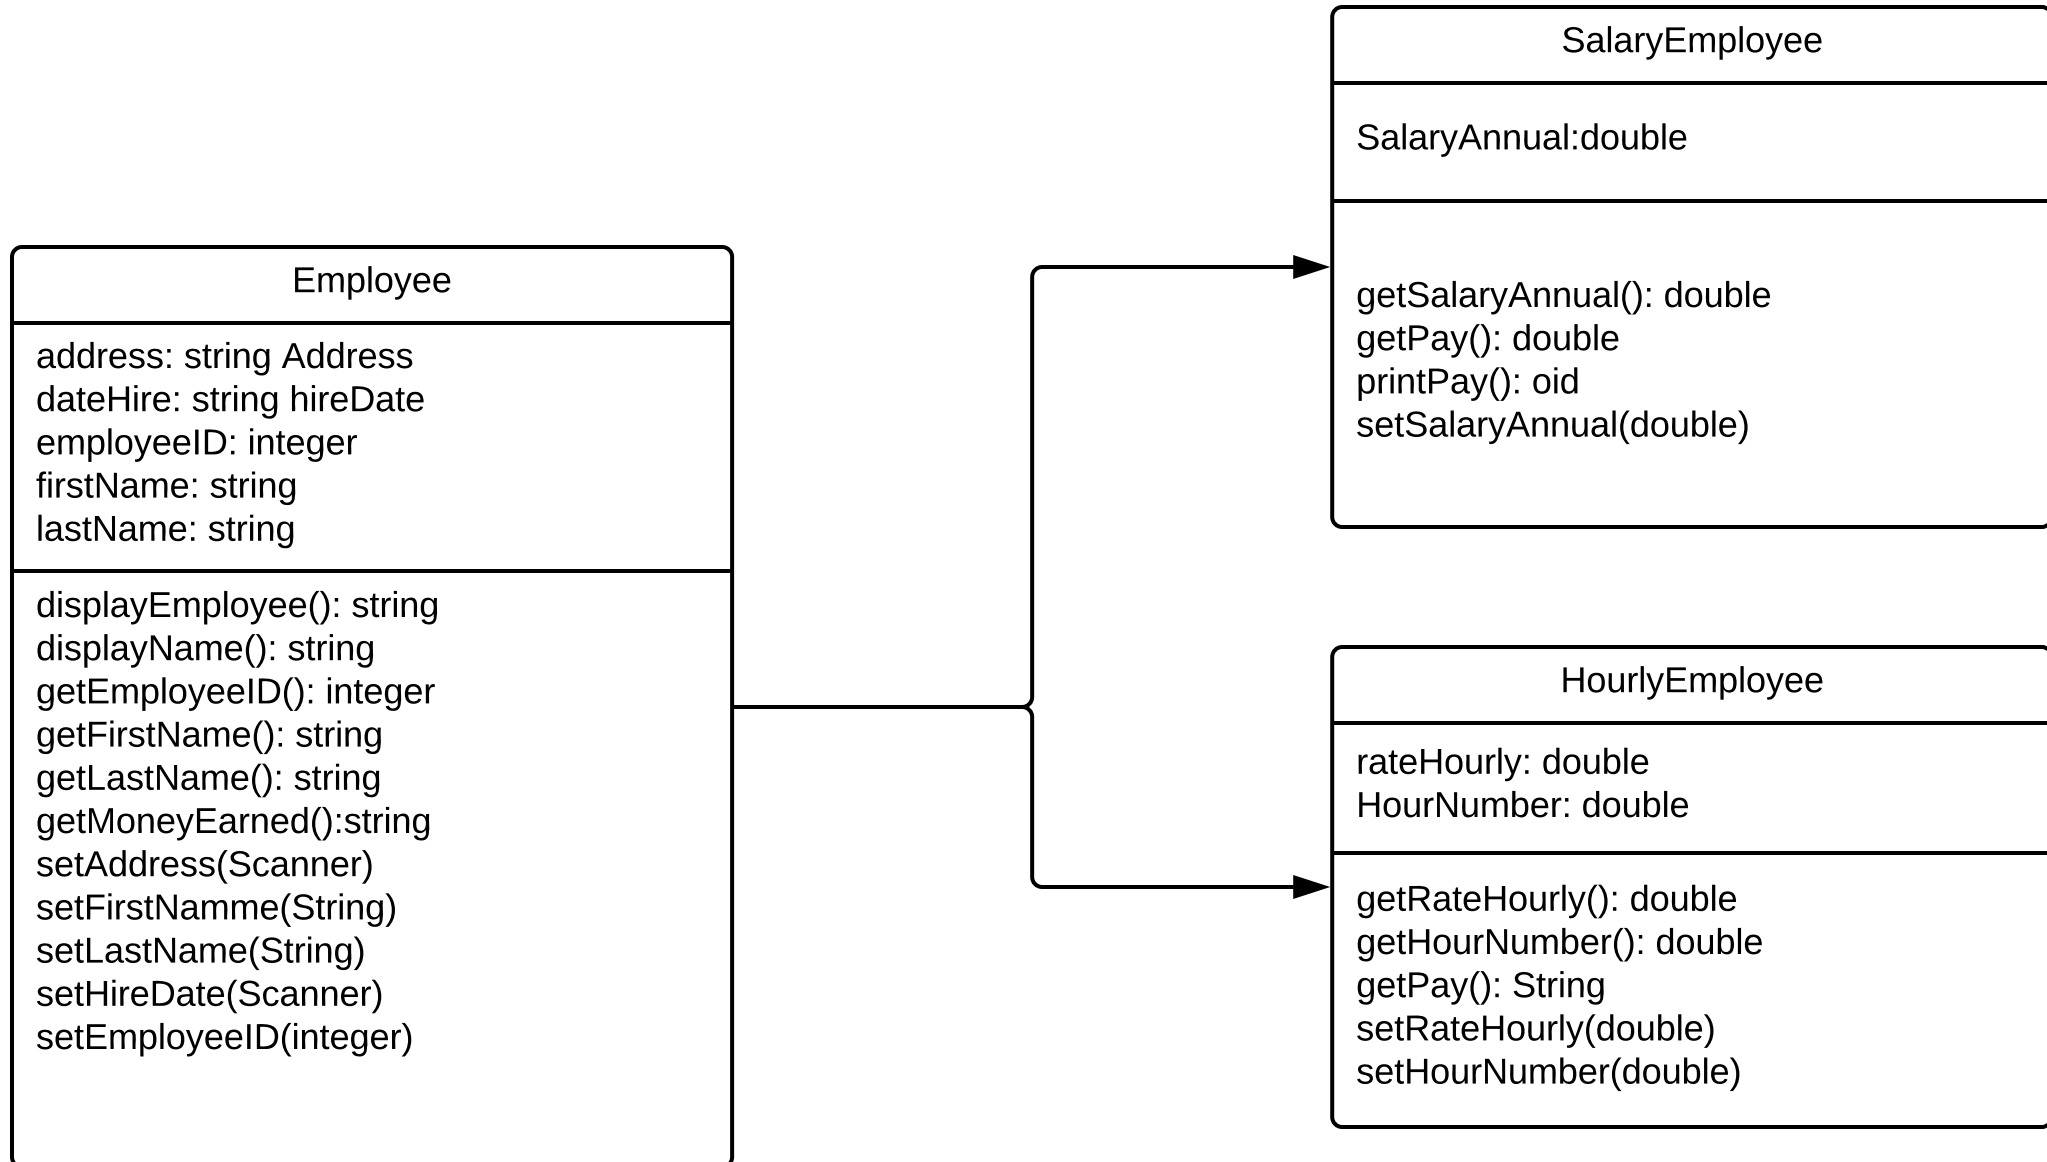 Employee
address: string Address
dateHire: string hireDate
employeeID: integer
firstName: string
lastName: string
displayEmployee(): string
displayName(): string
getEmployeeID(): integer
getFirstName(): string
getLastName(): string
getMoneyEarned():string
setAddress(Scanner)
setFirstNamme(String)
setLastName(String)
setHireDate(Scanner)
setEmployeeID(integer)
SalaryEmployee
SalaryAnnual:double
getSalaryAnnual(): double
getPay(): double
printPay(): oid
setSalaryAnnual(double)
HourlyEmployee
rateHourly: double
HourNumber: double
getRateHourly(): double
getHourNumber(): double
getPay(): String
setRateHourly(double)
setHourNumber(double)